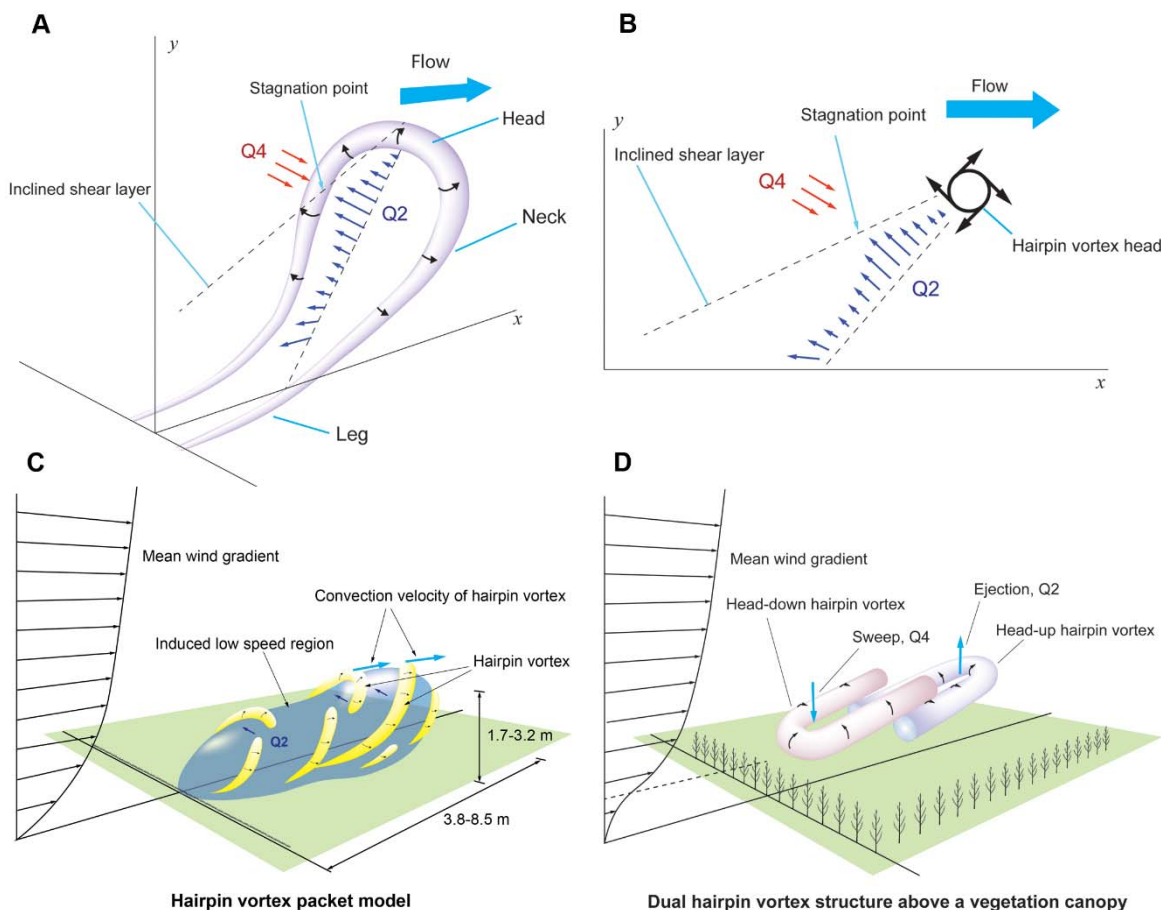 A
y
Flow
Stagnation point
Head
Q4
Inclined shear layer
Q2
Neck
x
Leg
B
y
Flow
Stagnation point
Inclined shear layer
Q4
Hairpin vortex head
Q2
x
C
Mean wind gradient
Convection velocity of hairpin vortex
Induced low speed region
Hairpin vortex
Q2
1.7-3.2 m
3.8-8.5 m
Hairpin vortex packet model
D
Mean wind gradient
Ejection, Q2
Head-down hairpin vortex
Sweep, Q4
Head-up hairpin vortex
Dual hairpin vortex structure above a vegetation canopy